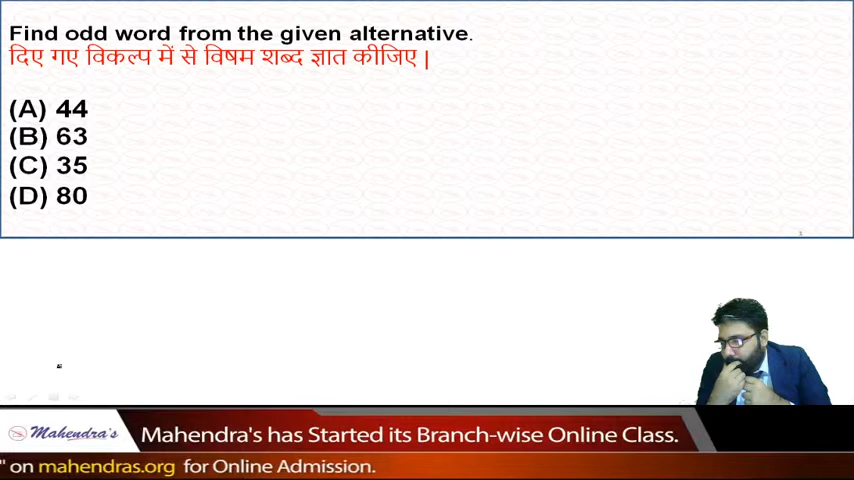 Find odd word from the given alternative.
दिए गए विकल्प में से विषम शब्द ज्ञात कीजिए |
(A) 44
(B) 63
(C) 35
(D) 80
Mahendra's
Mahendra's has Started its Branch-wise Online Class.
" on mahendras.org for Online Admission.